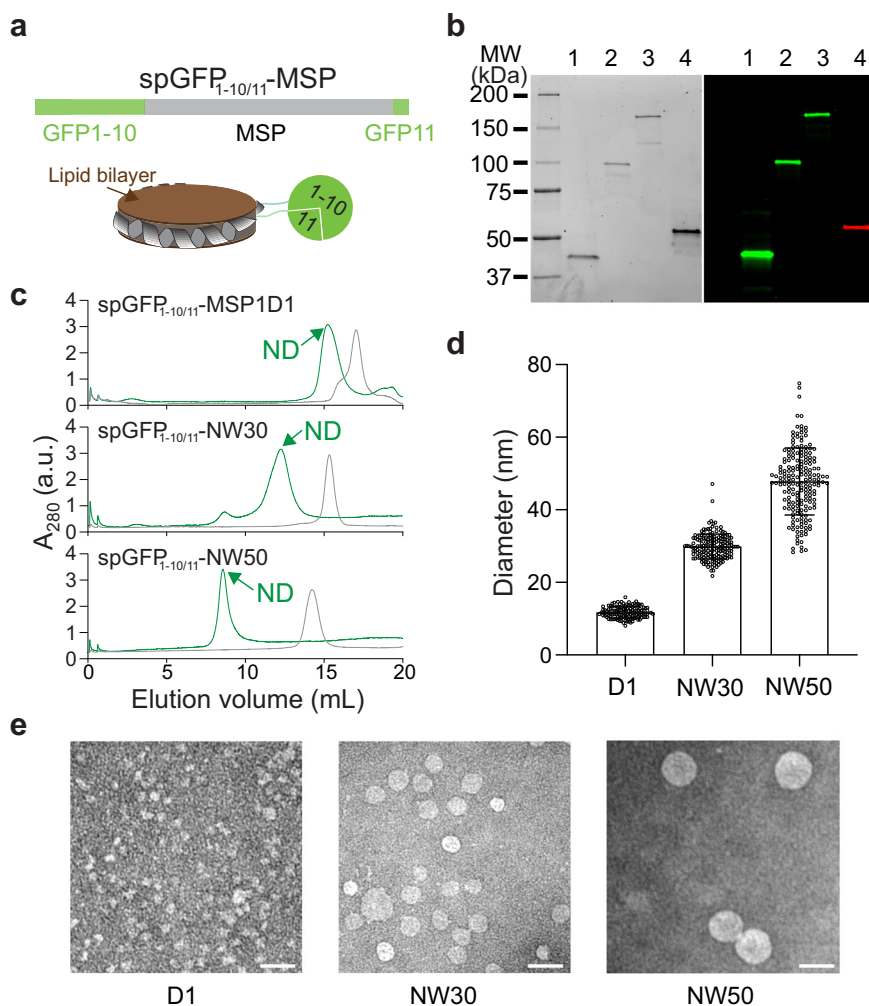 a
spGFP1-10/11-MSP
GFP1-10 MSP GFP11
Lipid bilayer
1-10
11
b
MW
(kDa)
1 2 3 4 1 2 3 4
200
150
100
75
50
37
c
spGFP1-10/11-MSP1D1
ND
4
3
2
1
0
spGFP1-10/11-NW30
ND
4
3
2
1
0
spGFP1-10/11-NW50
ND
4
3
2
1
0
A280 (a.u.)
0 5 10 15 20
Elution volume (mL)
d
80
60
40
20
0
Diameter (nm)
D1 NW30 NW50
e
D1 NW30 NW50